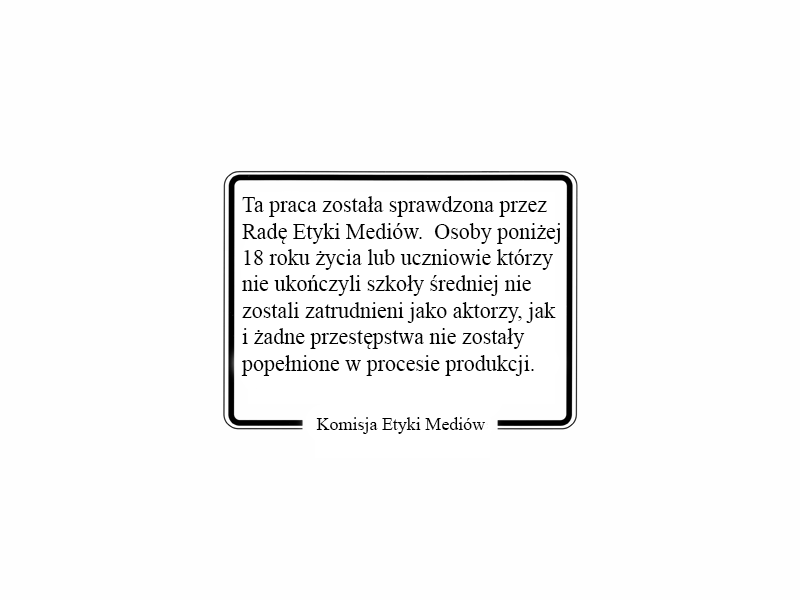 Ta praca została sprawdzona przez
Radę Etyki Mediów.  Osoby poniżej
18 roku życia lub uczniowie którzy
nie ukończyli szkoły średniej nie
zostali zatrudnieni jako aktorzy, jak
i żadne przestępstwa nie zostały
popełnione w procesie produkcji.
Komisja Etyki Mediów